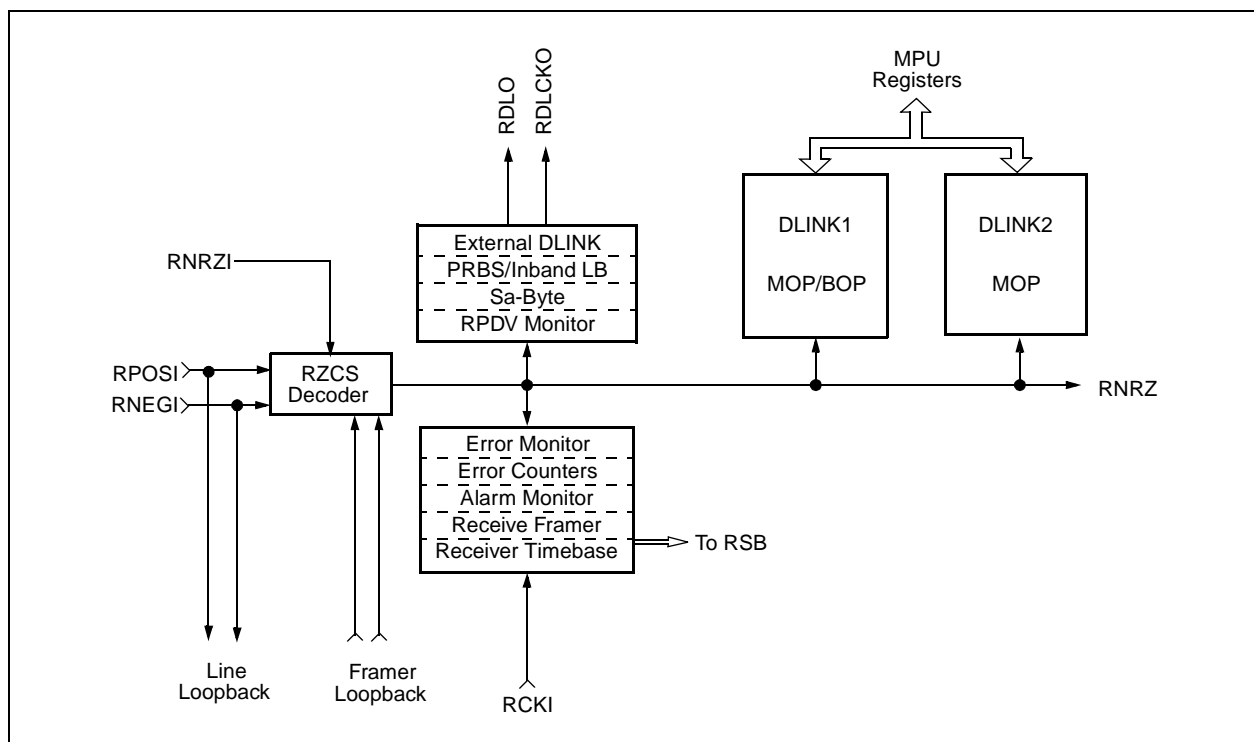 MPU
Registers
RDLO
RDLCKO
External DLINK
PRBS/Inband LB
Sa-Byte
RPDV Monitor
DLINK1
MOP/BOP
DLINK2
MOP
RNRZI
RPOSI
RNEGI
RZCS
Decoder
RNRZ
Error Monitor
Error Counters
Alarm Monitor
Receive Framer
Receiver Timebase
To RSB
Line
Loopback
Framer
Loopback
RCKI